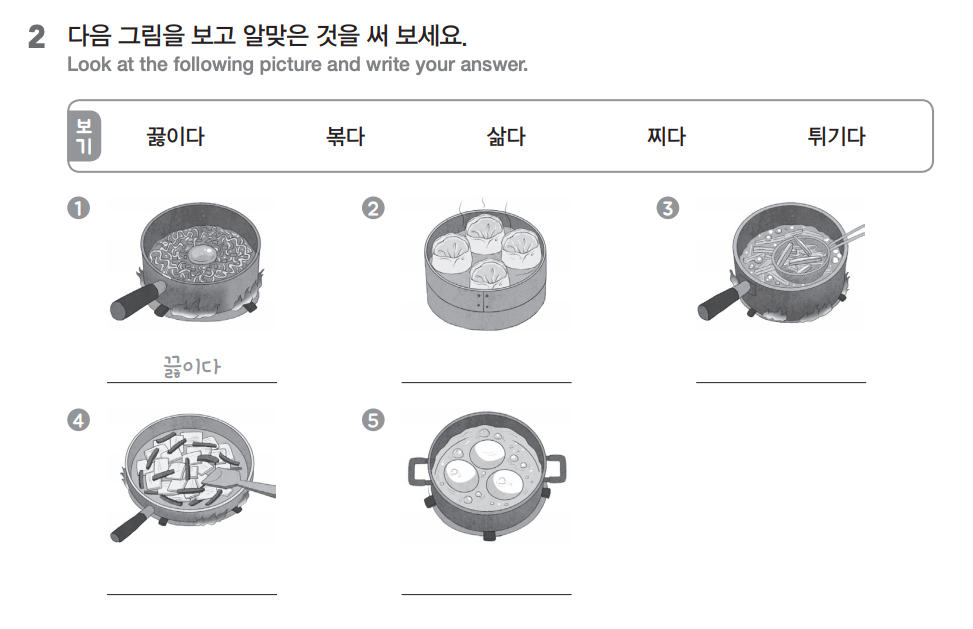 2 다음 그림을 보고 알맞은 것을 써 보세요.
Look at the following picture and write your answer.
보기
끓이다 볶다 삶다 찌다 튀기다
1 2 3
끓이다
4 5